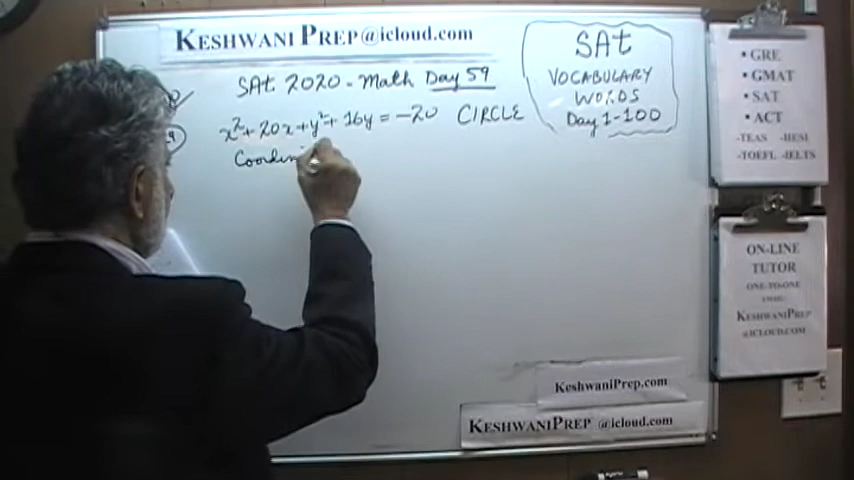 KESHWANI PREP@icloud.com
SAt 2020 - Math Day 59
x²+20x+y²+16y = -20 CIRCLE
Coordin
SAt
VOCABULARY
WORDS
Day 1-100
• GRE
• GMAT
• SAT
• ACT
-TEAS -HESI
-TOEFL -IELTS
ON-LINE
TUTOR
ONE-TO-ONE
KESHWANIPREP
@ICLOUD.COM
KeshwaniPrep.com
KESHWANIPREP @icloud.com